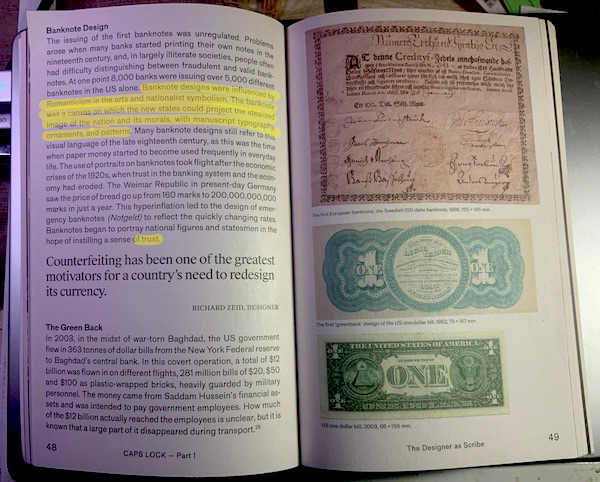 Banknote Design
The issuing of the first banknotes was unregulated. Problems
arose when many banks started printing their own notes in the
nineteenth century, and, in largely illiterate societies, people often
had difficulty distinguishing between fraudulent and valid bank-
notes. At one point 8,000 banks were issuing over 5,000 different
banknotes in the US alone. Banknote designs were influenced by
Romanticism in the arts and nationalist symbolism. The banknote
was a canvas on which the new states could project the idealized
image of the nation and its morals, with manuscript typography,
ornaments, and patterns. Many banknote designs still refer to this
visual language of the late eighteenth century, as this was the time
when paper money started to become used frequently in everyday
life. The use of portraits on banknotes took flight after the economic
crises of the 1920s, when trust in the banking system and the econ-
omy had eroded. The Weimar Republic in present-day Germany
saw the price of bread go up from 160 marks to 200,000,000,000
marks in just a year. This hyperinflation led to the design of emer-
gency banknotes (Notgeld) to reflect the quickly changing rates.
Banknotes began to portray national figures and statesmen in the
hope of instilling a sense of trust.
Counterfeiting has been one of the greatest
motivators for a country's need to redesign
its currency.
RICHARD ZEID, DESIGNER
The Green Back
In 2003, in the midst of war-torn Baghdad, the US government
flew in 363 tonnes of dollar bills from the New York Federal reserve
to Baghdad's central bank. In this covert operation, a total of $12
billion was flown in on different flights, 281 million bills of $20, $50
and $100 as plastic-wrapped bricks, heavily guarded by military
personnel. The money came from Saddam Hussein's financial as-
sets and was intended to pay government employees. How much
of the $12 billion actually reached the employees is unclear, but it is
known that a large part of it disappeared during transport.
48
CAPS LOCK — Part 1
The first European banknote, the Swedish 100 daler banknote, 1666, 155 × 195 mm.
ONE
LEGAL TENDER
ONE
The first 'greenback' design of the US one dollar bill, 1862, 79 × 187 mm.
THE UNITED STATES OF AMERICA
IN GOD WE TRUST
ONE
US one dollar bill, 2003, 66 × 156 mm.
The Designer as Scribe
49